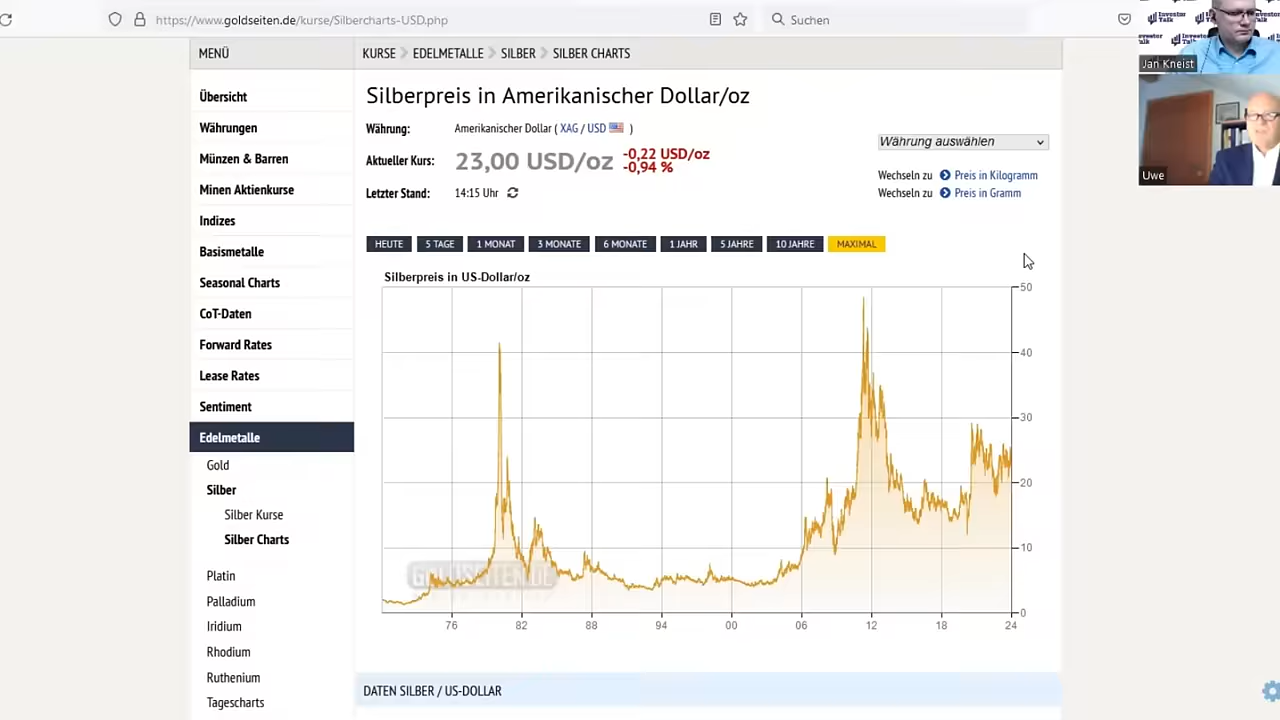 https://www.goldseiten.de/kurse/Silbercharts-USD.php
Suchen
Investor Talk
Jan Kneist
Uwe
MENÜ
KURSE EDELMETALLE SILBER SILBER CHARTS
Übersicht
Währungen
Münzen & Barren
Minen Aktienkurse
Indizes
Basismetalle
Seasonal Charts
CoT-Daten
Forward Rates
Lease Rates
Sentiment
Edelmetalle
Gold
Silber
Silber Kurse
Silber Charts
Platin
Palladium
Iridium
Rhodium
Ruthenium
Tagescharts
Silberpreis in Amerikanischer Dollar/oz
Währung: Amerikanischer Dollar ( XAG / USD )
Aktueller Kurs: 23,00 USD/oz -0,22 USD/oz
-0,94 %
Letzter Stand: 14:15 Uhr
Währung auswählen
Wechseln zu Preis in Kilogramm
Wechseln zu Preis in Gramm
HEUTE 5 TAGE 1 MONAT 3 MONATE 6 MONATE 1 JAHR 5 JAHRE 10 JAHRE MAXIMAL
Silberpreis in US-Dollar/oz
50
40
30
20
10
0
GOLDSEITEN.DE
76 82 88 94 00 06 12 18 24
DATEN SILBER / US-DOLLAR